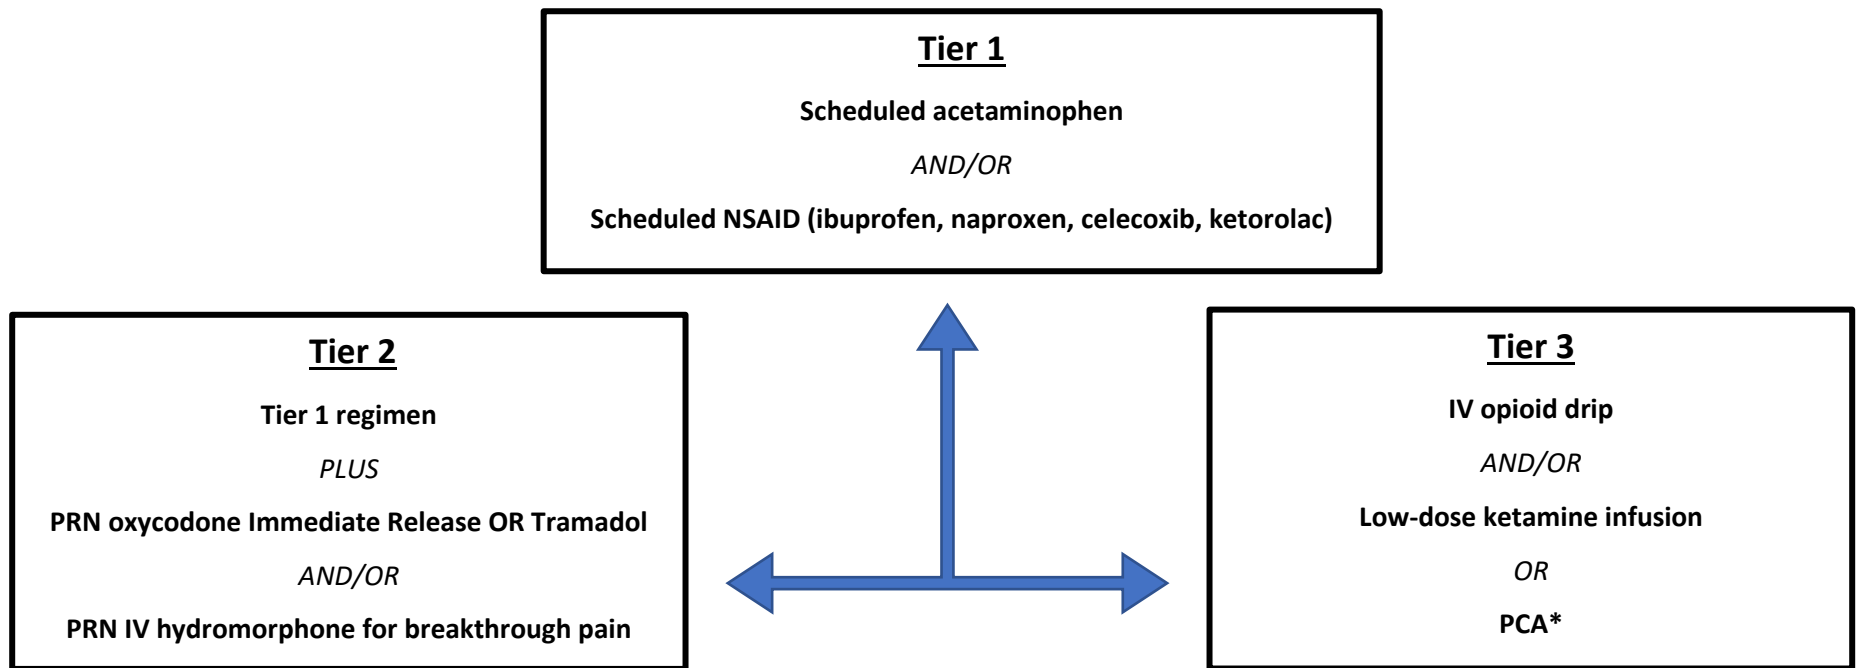 Tier 1
Scheduled acetaminophen
AND/OR
Scheduled NSAID (ibuprofen, naproxen, celecoxib, ketorolac)
Tier 2
Tier 1 regimen
PLUS
PRN oxycodone Immediate Release OR Tramadol
AND/OR
PRN IV hydromorphone for breakthrough pain
Tier 3
IV opioid drip
AND/OR
Low-dose ketamine infusion
OR
PCA*